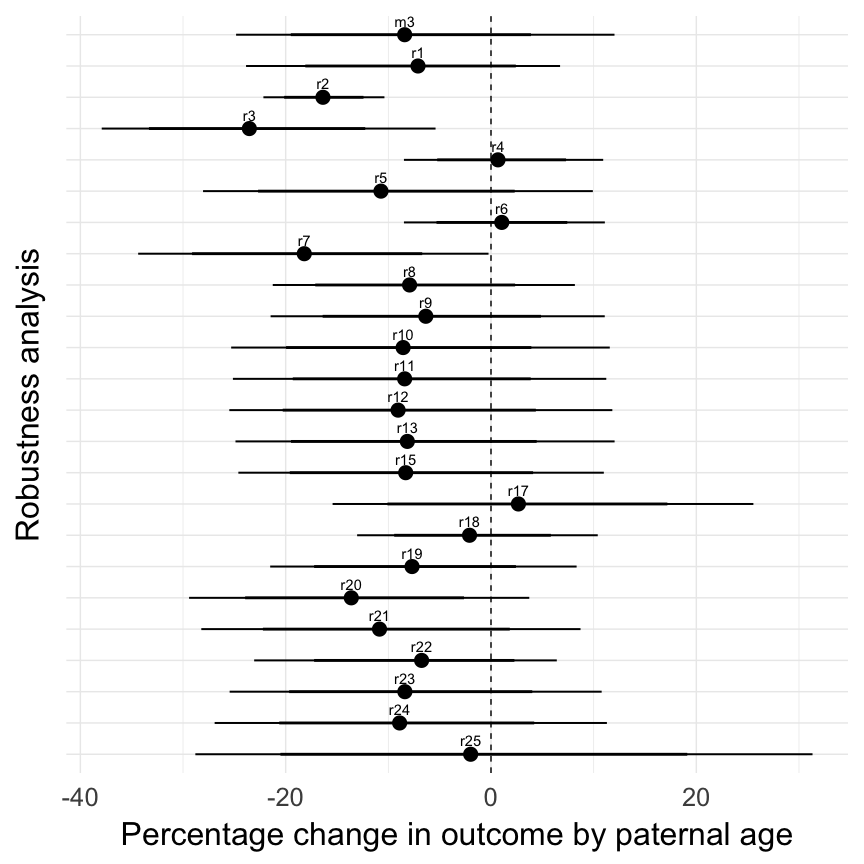 m3
r1
r2
r3
r4
r5
r6
r7
r8
r9
r10
r11
r12
r13
r15
r17
r18
r19
r20
r21
r22
r23
r24
r25
Robustness analysis
-40 -20 0 20
Percentage change in outcome by paternal age